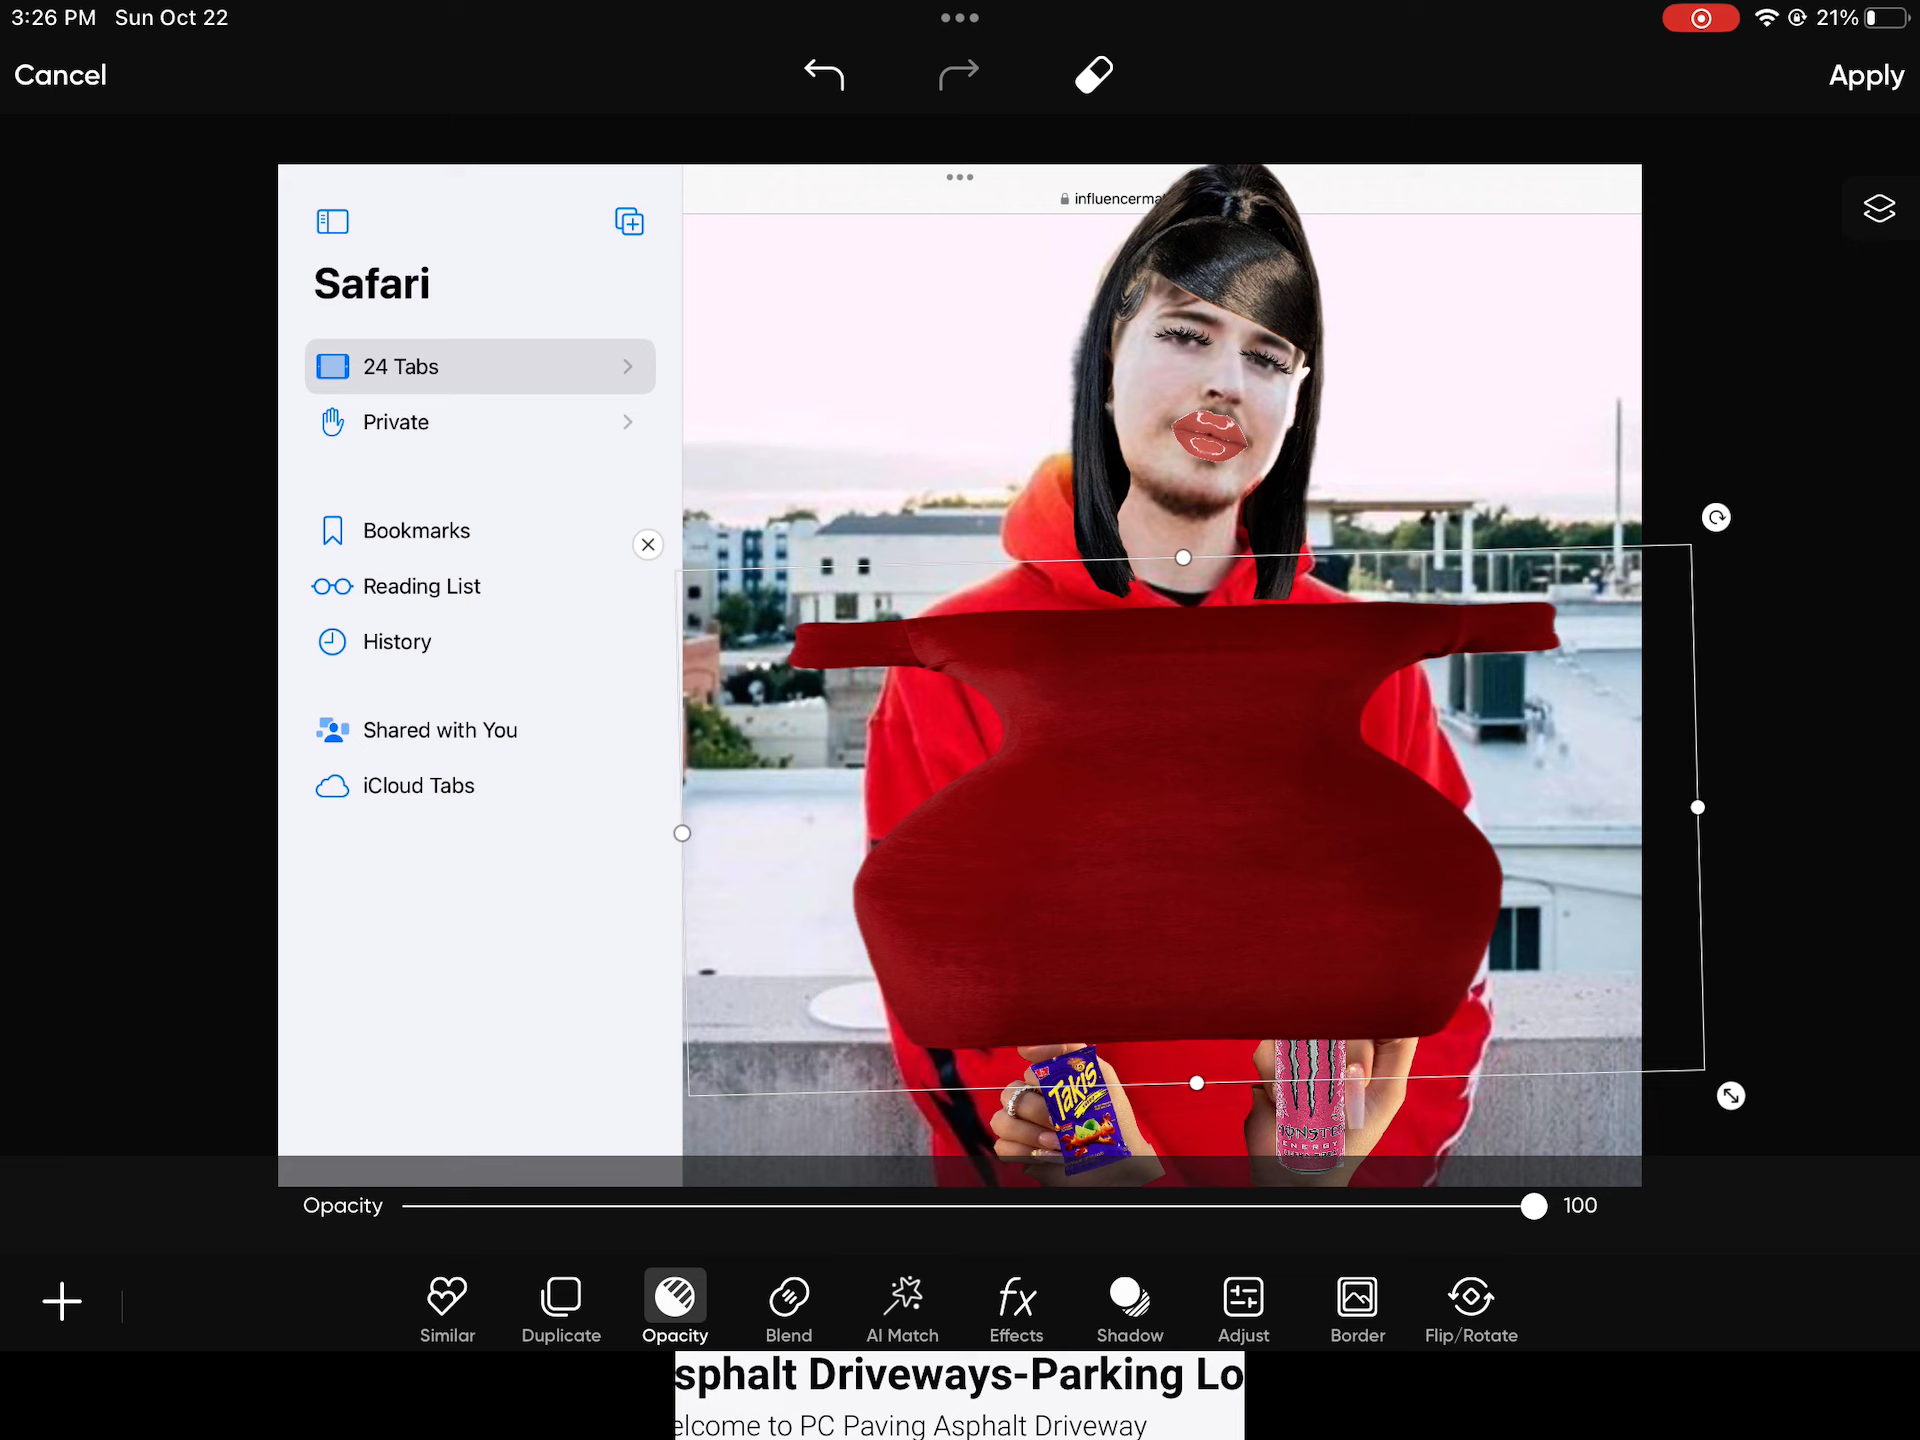 3:26 PM Sun Oct 22
21%
Cancel
Apply
influencerma
Safari
24 Tabs
Private
Bookmarks
Reading List
History
Shared with You
iCloud Tabs
Takis
MONSTE
ENERGY
Opacity
100
Similar
Duplicate
Opacity
Blend
AI Match
Effects
Shadow
Adjust
Border
Flip/Rotate
sphalt Driveways-Parking Lo
elcome to PC Paving Asphalt Driveway